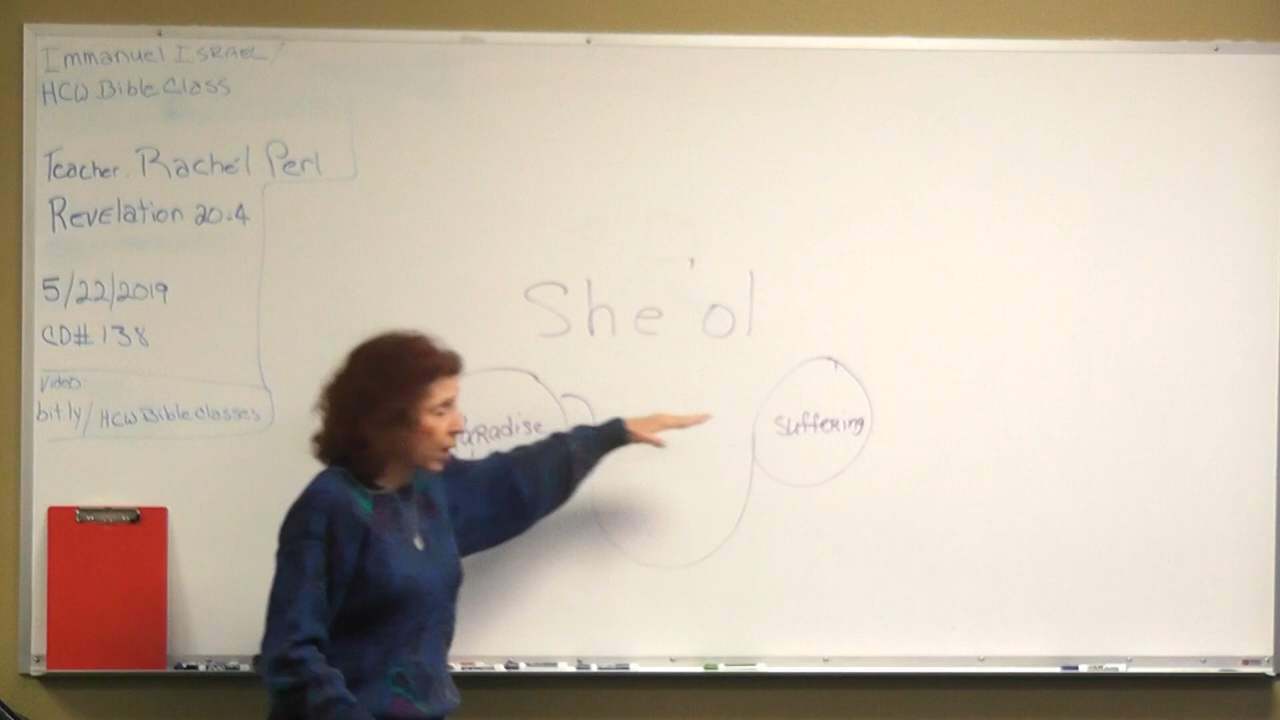 Immanuel ISRAEL/
HCW Bible Class
Teacher: Rachel Perl
Revelation 20:4
5/22/2019
CD# 138
Video:
bit.ly/HCWBibleclasses
She'ol
aRadise
Suffering